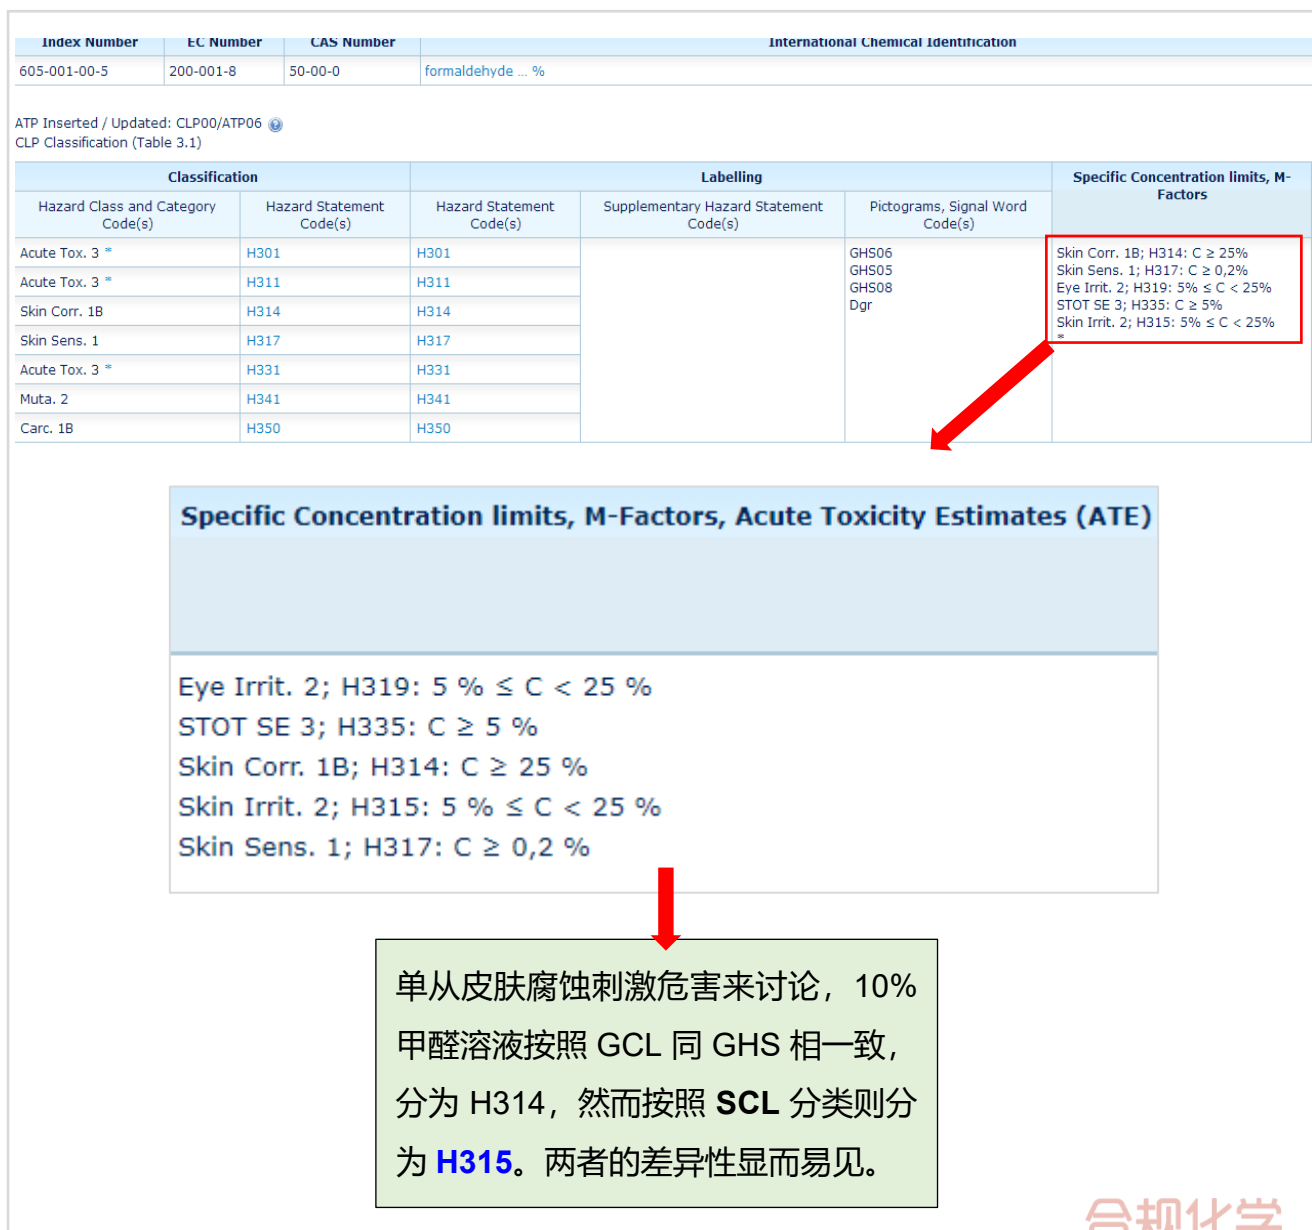 Index Number EC Number CAS Number International Chemical Identification
605-001-00-5 200-001-8 50-00-0 formaldehyde ... %
ATP Inserted / Updated: CLP00/ATP06
CLP Classification (Table 3.1)
Classification Labelling Specific Concentration limits, M-
Factors
Hazard Class and Category Hazard Statement Hazard Statement Supplementary Hazard Statement Pictograms, Signal Word
Code(s) Code(s) Code(s) Code(s) Code(s)
Acute Tox. 3 * H301 H301
Acute Tox. 3 * H311 H311
Skin Corr. 1B H314 H314
Skin Sens. 1 H317 H317
Acute Tox. 3 * H331 H331
Muta. 2 H341 H341
Carc. 1B H350 H350
GHS06
GHS05
GHS08
Dgr
Skin Corr. 1B; H314: C ≥ 25%
Skin Sens. 1; H317: C ≥ 0,2%
Eye Irrit. 2; H319: 5% ≤ C < 25%
STOT SE 3; H335: C ≥ 5%
Skin Irrit. 2; H315: 5% ≤ C < 25%
*
Specific Concentration limits, M-Factors, Acute Toxicity Estimates (ATE)
Eye Irrit. 2; H319: 5 % ≤ C < 25 %
STOT SE 3; H335: C ≥ 5 %
Skin Corr. 1B; H314: C ≥ 25 %
Skin Irrit. 2; H315: 5 % ≤ C < 25 %
Skin Sens. 1; H317: C ≥ 0,2 %
单从皮肤腐蚀刺激危害来讨论，10%
甲醛溶液按照 GCL 同 GHS 相一致，
分为 H314，然而按照 SCL 分类则分
为 H315。两者的差异性显而易见。
合规化学